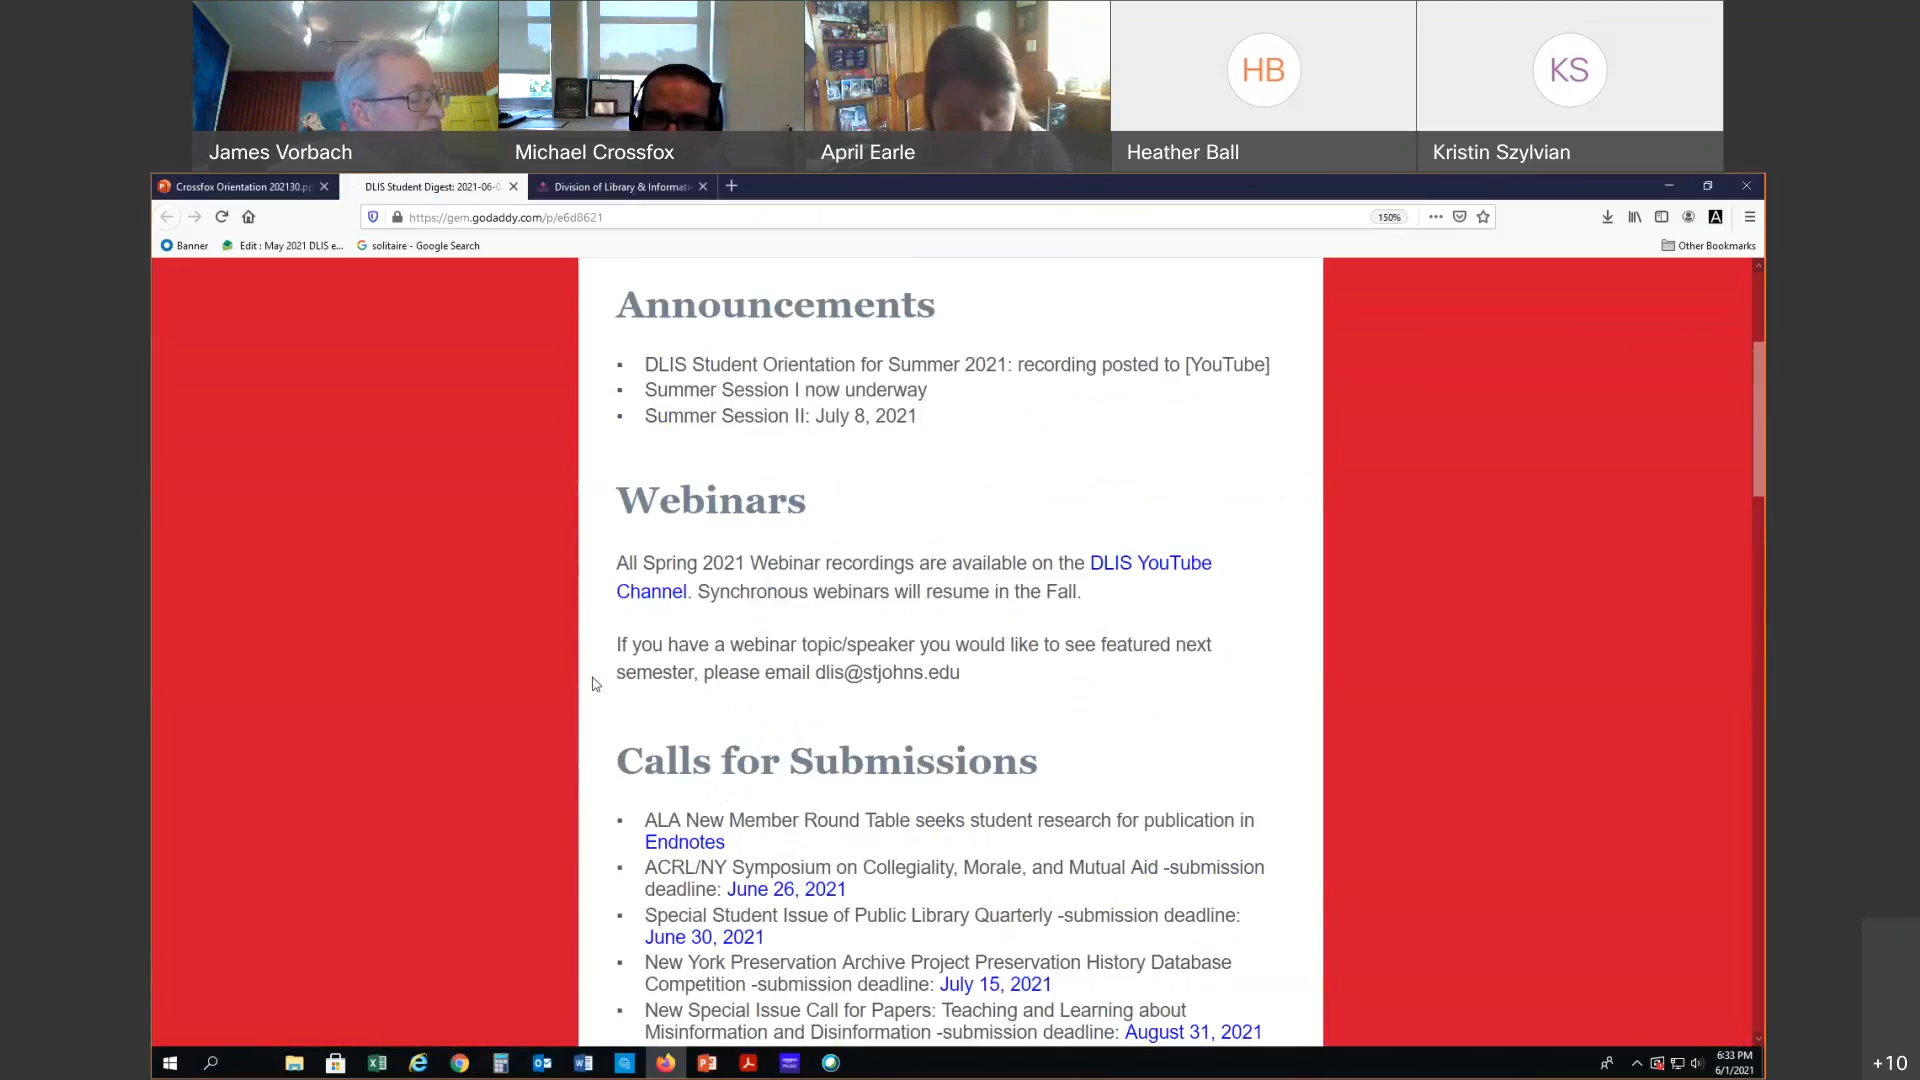 HB
KS
James Vorbach
Michael Crossfox
April Earle
Heather Ball
Kristin Szylvian
Crossfox Orientation 202130.pp
DLIS Student Digest: 2021-06-0
Division of Library & Informati
https://gem.godaddy.com/p/e6d8621
150%
Banner
Edit : May 2021 DLIS e...
solitaire - Google Search
Other Bookmarks
Announcements
▪ DLIS Student Orientation for Summer 2021: recording posted to [YouTube]
▪ Summer Session I now underway
▪ Summer Session II: July 8, 2021
Webinars
All Spring 2021 Webinar recordings are available on the DLIS YouTube
Channel. Synchronous webinars will resume in the Fall.
If you have a webinar topic/speaker you would like to see featured next
semester, please email dlis@stjohns.edu
Calls for Submissions
▪ ALA New Member Round Table seeks student research for publication in
Endnotes
▪ ACRL/NY Symposium on Collegiality, Morale, and Mutual Aid -submission
deadline: June 26, 2021
▪ Special Student Issue of Public Library Quarterly -submission deadline:
June 30, 2021
▪ New York Preservation Archive Project Preservation History Database
Competition -submission deadline: July 15, 2021
▪ New Special Issue Call for Papers: Teaching and Learning about
Misinformation and Disinformation -submission deadline: August 31, 2021
6:33 PM
6/1/2021
+10